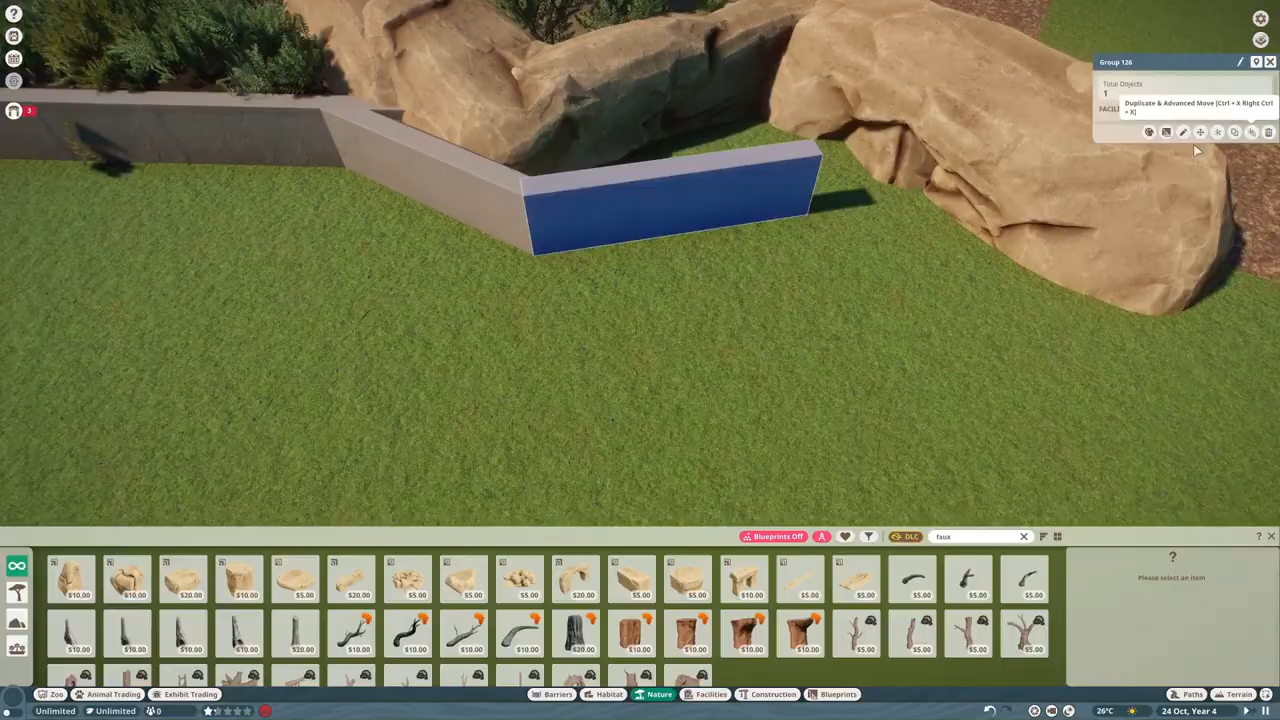 ?
3
Group 126
Total Objects
1
FACILI
Duplicate & Advanced Move [Ctrl + X Right Ctrl
+ X]
Blueprints Off
DLC
faux
?
?
Please select an item
$10.00 $10.00 $20.00 $10.00 $5.00 $20.00 $5.00 $5.00 $5.00 $20.00 $5.00 $5.00 $10.00 $5.00 $5.00 $5.00 $5.00 $5.00
$10.00 $10.00 $10.00 $10.00 $20.00 $10.00 $10.00 $10.00 $10.00 $20.00 $10.00 $10.00 $10.00 $10.00 $5.00 $5.00 $5.00 $5.00
Zoo Animal Trading Exhibit Trading Barriers Habitat Nature Facilities Construction Blueprints Paths Terrain
Unlimited Unlimited 0 26°C 24 Oct, Year 4